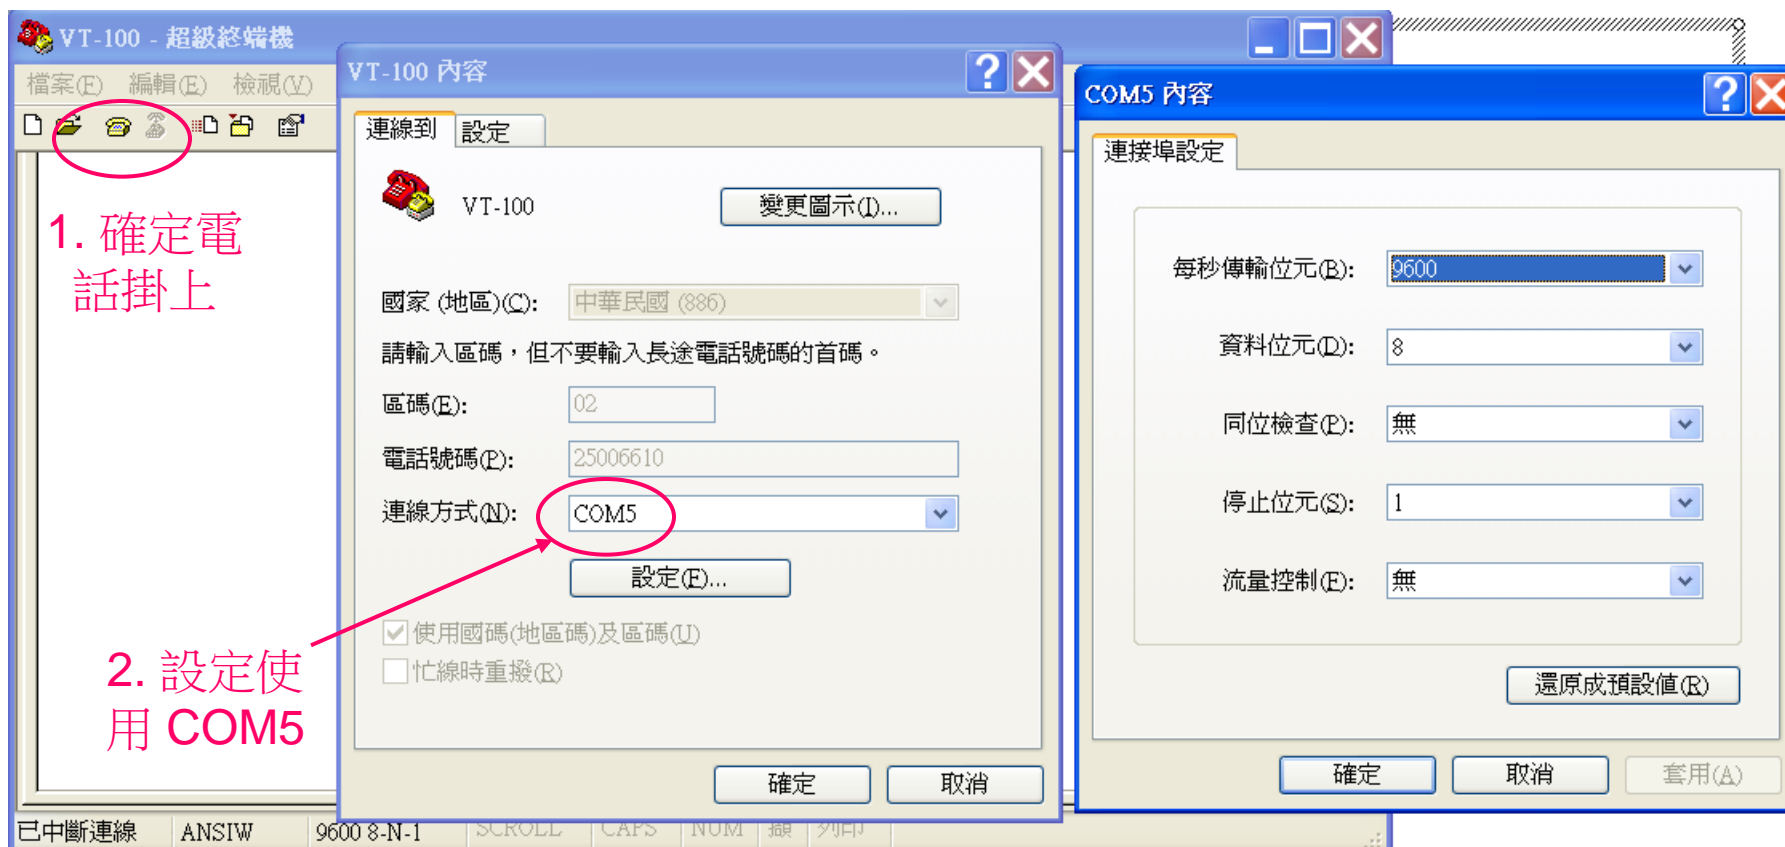 VT-100 - 超級終端機
檔案(F) 編輯(E) 檢視(V)
1. 確定電
話掛上
2. 設定使
用 COM5
已中斷連線 ANSIW 9600 8-N-1 SCROLL CAPS NUM 擷 列印
VT-100 內容
連線到 設定
VT-100
變更圖示(I)...
國家 (地區)(C): 中華民國 (886)
請輸入區碼，但不要輸入長途電話號碼的首碼。
區碼(E): 02
電話號碼(P): 25006610
連線方式(N): COM5
設定(F)...
使用國碼(地區碼)及區碼(U)
忙線時重撥(R)
確定 取消
COM5 內容
連接埠設定
每秒傳輸位元(B): 9600
資料位元(D): 8
同位檢查(P): 無
停止位元(S): 1
流量控制(F): 無
還原成預設值(R)
確定 取消 套用(A)